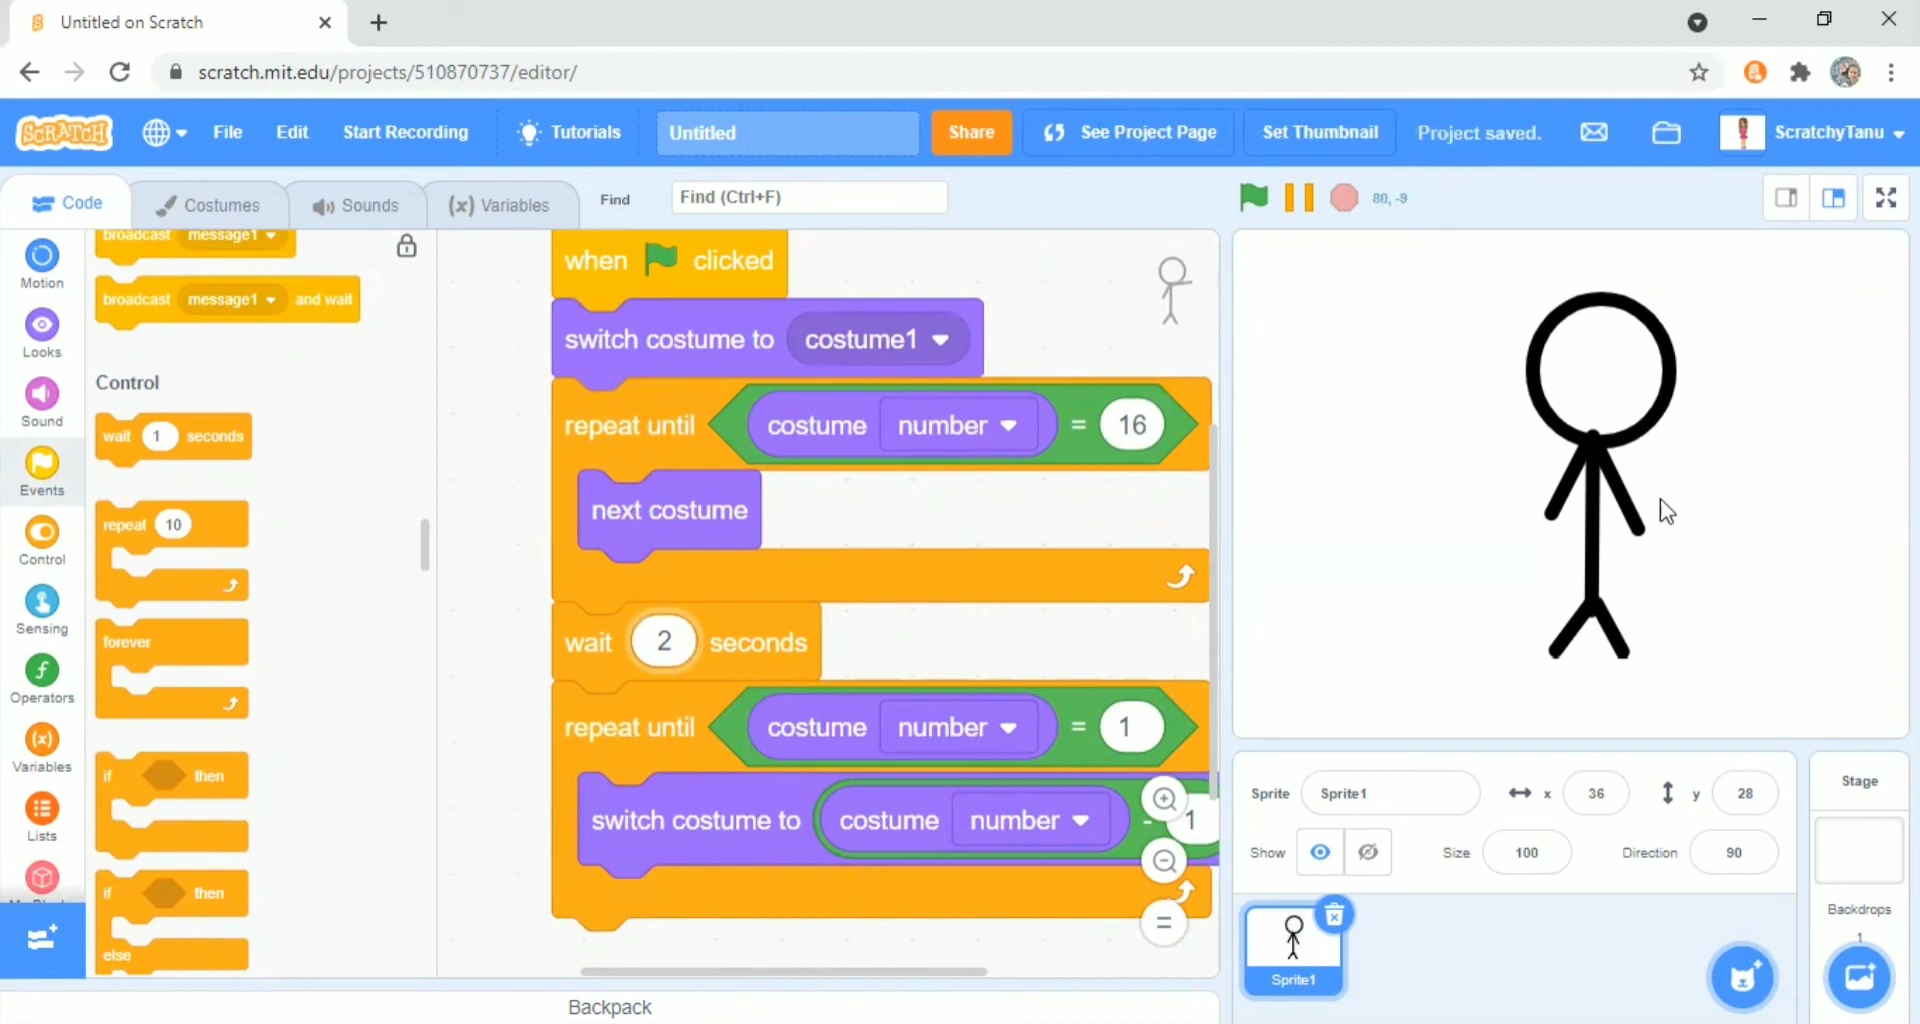 Untitled on Scratch
scratch.mit.edu/projects/510870737/editor/
SCRATCH
File
Edit
Start Recording
Tutorials
Untitled
Share
See Project Page
Set Thumbnail
Project saved.
ScratchyTanu
Code
Costumes
Sounds
(x) Variables
Find
Find (Ctrl+F)
80, -9
Motion
Looks
Sound
Events
Control
Sensing
Operators
Variables
Lists
broadcast message1
broadcast message1 and wait
Control
wait 1 seconds
repeat 10
forever
if then
if then
else
when clicked
switch costume to costume1
repeat until costume number = 16
next costume
wait 2 seconds
repeat until costume number = 1
switch costume to costume number - 1
Backpack
Sprite Sprite1 x 36 y 28
Show Size 100 Direction 90
Sprite1
Stage
Backdrops
1